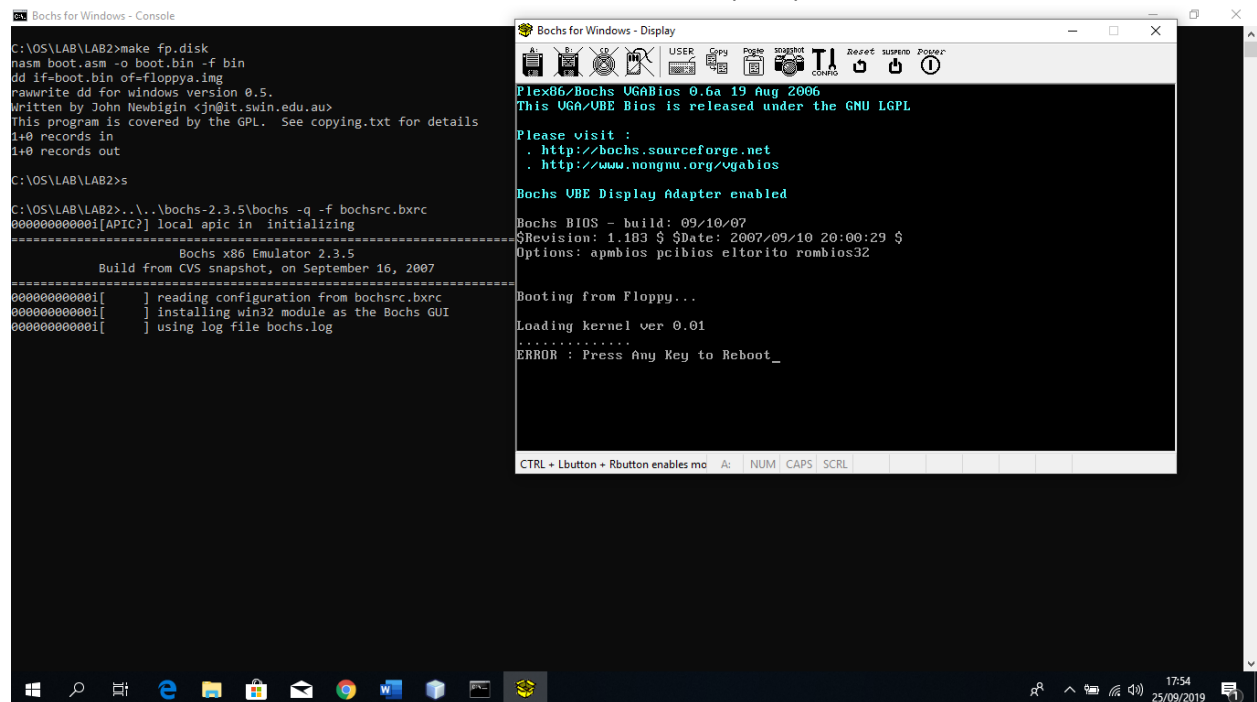 Bochs for Windows - Console
C:\OS\LAB\LAB2>make fp.disk
nasm boot.asm -o boot.bin -f bin
dd if=boot.bin of=floppya.img
rawwrite dd for windows version 0.5.
Written by John Newbigin <jn@it.swin.edu.au>
This program is covered by the GPL.  See copying.txt for details
1+0 records in
1+0 records out
C:\OS\LAB\LAB2>s
C:\OS\LAB\LAB2>..\..\bochs-2.3.5\bochs -q -f bochsrc.bxrc
00000000000i[APIC?] local apic in  initializing
========================================================================
Bochs x86 Emulator 2.3.5
Build from CVS snapshot, on September 16, 2007
========================================================================
00000000000i[     ] reading configuration from bochsrc.bxrc
00000000000i[     ] installing win32 module as the Bochs GUI
00000000000i[     ] using log file bochs.log
Bochs for Windows - Display
A: B: CD USER Copy Paste snapshot CONFIG Reset SUSPEND Power
Plex86/Bochs VGABios 0.6a 19 Aug 2006
This VGA/VBE Bios is released under the GNU LGPL
Please visit :
. http://bochs.sourceforge.net
. http://www.nongnu.org/vgabios
Bochs VBE Display Adapter enabled
Bochs BIOS - build: 09/10/07
$Revision: 1.183 $ $Date: 2007/09/10 20:00:29 $
Options: apmbios pcibios eltorito rombios32
Booting from Floppy...
Loading kernel ver 0.01
..............
ERROR : Press Any Key to Reboot_
CTRL + Lbutton + Rbutton enables mo A: NUM CAPS SCRL
17:54
25/09/2019